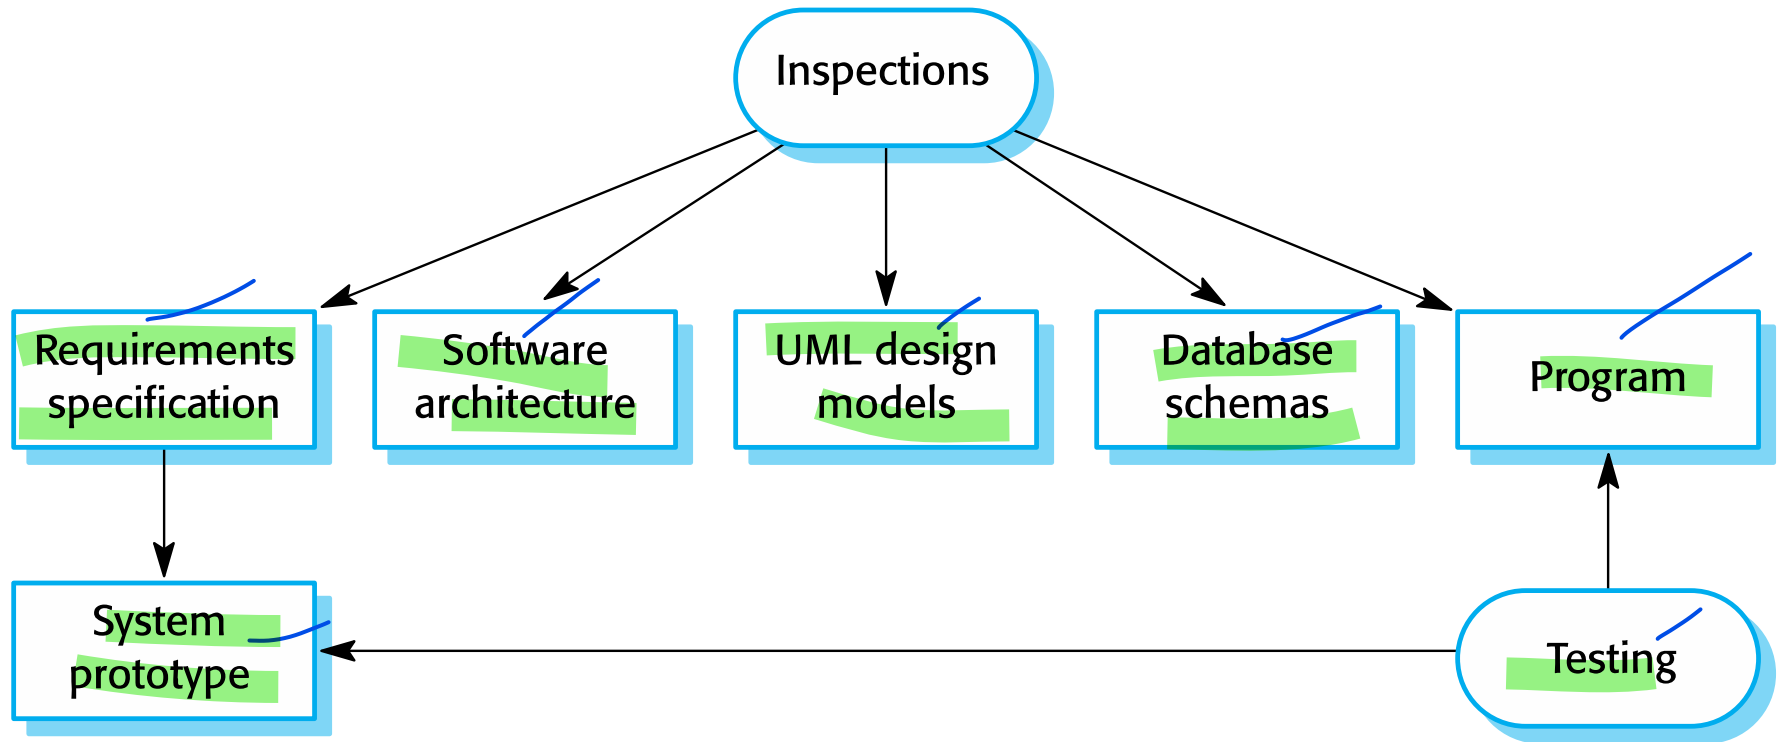 Inspections
Requirements
specification
Software
architecture
UML design
models
Database
schemas
Program
System
prototype
Testing